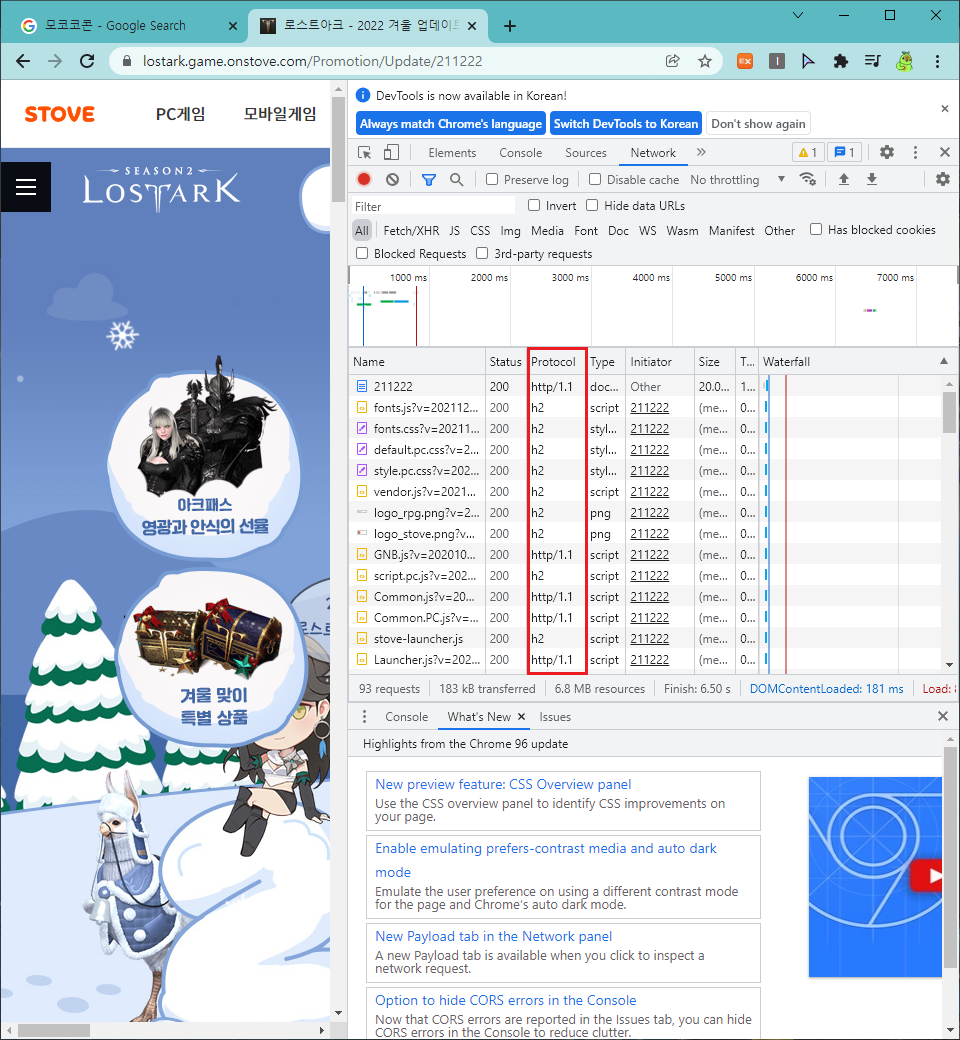 모코코콘 - Google Search
로스트아크 - 2022 겨울 업데이트
lostark.game.onstove.com/Promotion/Update/211222
STOVE
PC게임
모바일게임
SEASON2
LOSTARK
아크패스
영광과 안식의 선율
겨울 맞이
특별 상품
DevTools is now available in Korean!
Always match Chrome's language
Switch DevTools to Korean
Don't show again
Elements
Console
Sources
Network
1
1
Preserve log
Disable cache
No throttling
Filter
Invert
Hide data URLs
All
Fetch/XHR
JS
CSS
Img
Media
Font
Doc
WS
Wasm
Manifest
Other
Has blocked cookies
Blocked Requests
3rd-party requests
1000 ms
2000 ms
3000 ms
4000 ms
5000 ms
6000 ms
7000 ms
Name Status Protocol Type Initiator Size T... Waterfall
211222 200 http/1.1 doc... Other 20.0... 1...
fonts.js?v=202112... 200 h2 script 211222 (me... 0...
fonts.css?v=20211... 200 h2 styl... 211222 (me... 0...
default.pc.css?v=2... 200 h2 styl... 211222 (me... 0...
style.pc.css?v=202... 200 h2 styl... 211222 (me... 0...
vendor.js?v=2021... 200 h2 script 211222 (me... 0...
logo_rpg.png?v=2... 200 h2 png 211222 (me... 0...
logo_stove.png?v... 200 h2 png 211222 (me... 0...
GNB.js?v=202010... 200 http/1.1 script 211222 (me... 0...
script.pc.js?v=202... 200 h2 script 211222 (me... 0...
Common.js?v=20... 200 http/1.1 script 211222 (me... 0...
Common.PC.js?v=... 200 http/1.1 script 211222 (me... 0...
stove-launcher.js 200 h2 script 211222 (me... 0...
Launcher.js?v=202... 200 http/1.1 script 211222 (me... 0...
93 requests
183 kB transferred
6.8 MB resources
Finish: 6.50 s
DOMContentLoaded: 181 ms
Load:
Console
What's New
Issues
Highlights from the Chrome 96 update
New preview feature: CSS Overview panel
Use the CSS overview panel to identify CSS improvements on
your page.
Enable emulating prefers-contrast media and auto dark
mode
Emulate the user preference on using a different contrast mode
for the page and Chrome's auto dark mode.
New Payload tab in the Network panel
A new Payload tab is available when you click to inspect a
network request.
Option to hide CORS errors in the Console
Now that CORS errors are reported in the Issues tab, you can hide
CORS errors in the Console to reduce clutter.